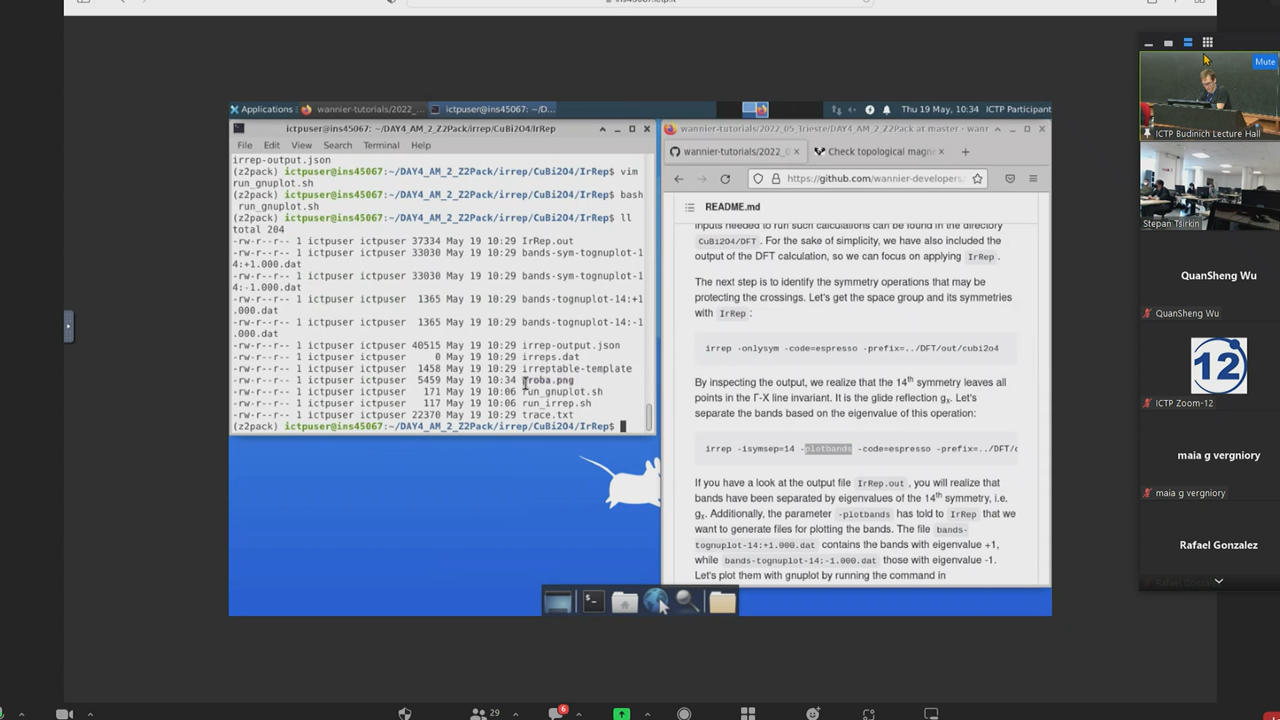 Applications
wannier-tutorials/2022_...
ictpuser@ins45067: ~/D...
Thu 19 May, 10:34
ICTP Participant
ictpuser@ins45067: ~/DAY4_AM_2_Z2Pack/irrep/CuBi2O4/IrRep
File Edit View Search Terminal Help
irrep-output.json
(z2pack) ictpuser@ins45067:~/DAY4_AM_2_Z2Pack/irrep/CuBi2O4/IrRep$ vim
run_gnuplot.sh
(z2pack) ictpuser@ins45067:~/DAY4_AM_2_Z2Pack/irrep/CuBi2O4/IrRep$ bash
run_gnuplot.sh
(z2pack) ictpuser@ins45067:~/DAY4_AM_2_Z2Pack/irrep/CuBi2O4/IrRep$ ll
total 204
-rw-r--r-- 1 ictpuser ictpuser 37334 May 19 10:29 IrRep.out
-rw-r--r-- 1 ictpuser ictpuser 33030 May 19 10:29 bands-sym-tognuplot-1
4:+1.000.dat
-rw-r--r-- 1 ictpuser ictpuser 33030 May 19 10:29 bands-sym-tognuplot-1
4:-1.000.dat
-rw-r--r-- 1 ictpuser ictpuser 1365 May 19 10:29 bands-tognuplot-14:+1
.000.dat
-rw-r--r-- 1 ictpuser ictpuser 1365 May 19 10:29 bands-tognuplot-14:-1
.000.dat
-rw-r--r-- 1 ictpuser ictpuser 40515 May 19 10:29 irrep-output.json
-rw-r--r-- 1 ictpuser ictpuser 0 May 19 10:29 irreps.dat
-rw-r--r-- 1 ictpuser ictpuser 1458 May 19 10:29 irreptable-template
-rw-r--r-- 1 ictpuser ictpuser 5459 May 19 10:34 proba.png
-rw-r--r-- 1 ictpuser ictpuser 171 May 19 10:06 run_gnuplot.sh
-rw-r--r-- 1 ictpuser ictpuser 117 May 19 10:06 run_irrep.sh
-rw-r--r-- 1 ictpuser ictpuser 22370 May 19 10:29 trace.txt
(z2pack) ictpuser@ins45067:~/DAY4_AM_2_Z2Pack/irrep/CuBi2O4/IrRep$
wannier-tutorials/2022_05_Trieste/DAY4_AM_2_Z2Pack at master · wanr
wannier-tutorials/2022_0
Check topological magne
https://github.com/wannier-developers
README.md
inputs needed to run such calculations can be found in the directory
CuBi2O4/DFT . For the sake of simplicity, we have also included the
output of the DFT calculation, so we can focus on applying IrRep.
The next step is to identify the symmetry operations that may be
protecting the crossings. Let's get the space group and its symmetries
with IrRep :
irrep -onlysym -code=espresso -prefix=../DFT/out/cubi2o4
By inspecting the output, we realize that the 14th symmetry leaves all
points in the Γ-X line invariant. It is the glide reflection gx. Let's
separate the bands based on the eigenvalue of this operation:
irrep -isymsep=14 -plotbands -code=espresso -prefix=../DFT/o
If you have a look at the output file IrRep.out , you will realize that
bands have been separated by eigenvalues of the 14th symmetry, i.e.
gx. Additionally, the parameter -plotbands has told to IrRep that we
want to generate files for plotting the bands. The file bands-
tognuplot-14:+1.000.dat contains the bands with eigenvalue +1,
while bands-tognuplot-14:-1.000.dat those with eigenvalue -1.
Let's plot them with gnuplot by running the command in
Mute
ICTP Budinich Lecture Hall
Stepan Tsirkin
QuanSheng Wu
QuanSheng Wu
12
ICTP Zoom-12
maia g vergniory
maia g vergniory
Rafael Gonzalez
29
6